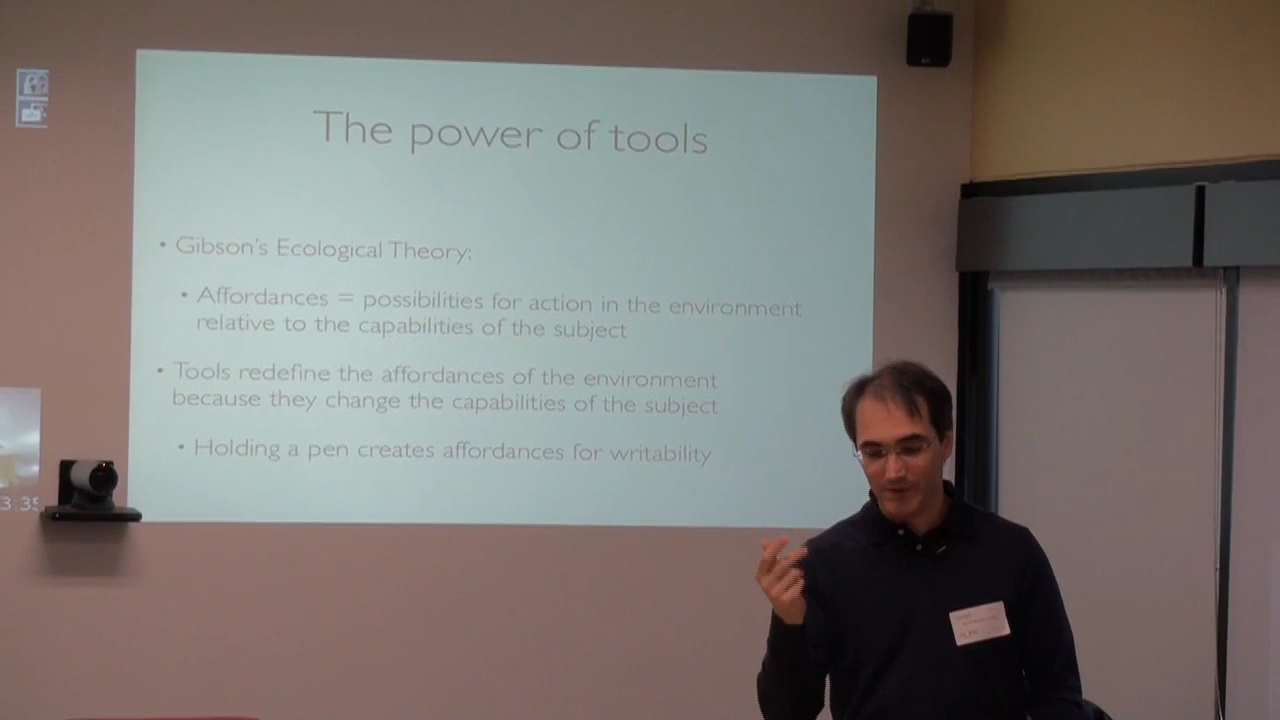 The power of tools
• Gibson's Ecological Theory:
• Affordances = possibilities for action in the environment
relative to the capabilities of the subject
• Tools redefine the affordances of the environment
because they change the capabilities of the subject
• Holding a pen creates affordances for writability
3:35